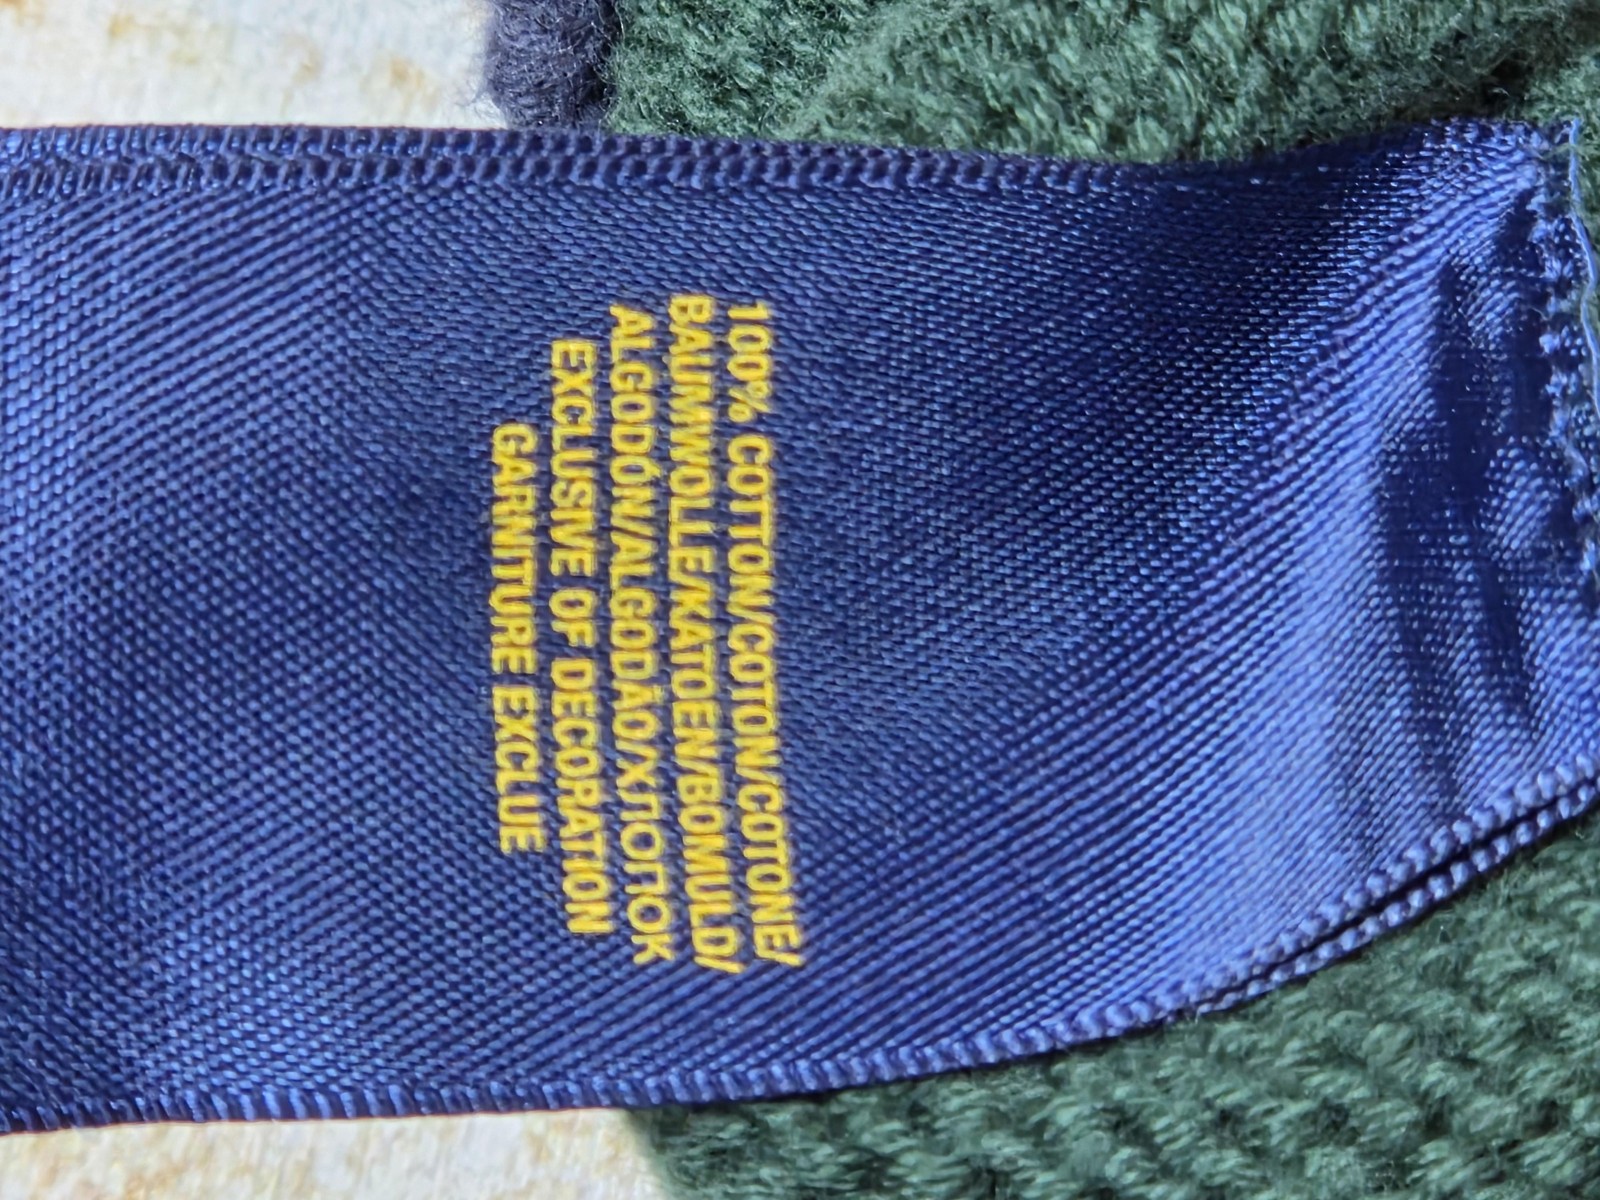 100% COTTON/COTON/COTONE/
BAUMWOLLE/KATOEN/BOMULD/
ALGODÓN/ALGODÃO/ХЛОПОК
EXCLUSIVE OF DECORATION
GARNITURE EXCLUE